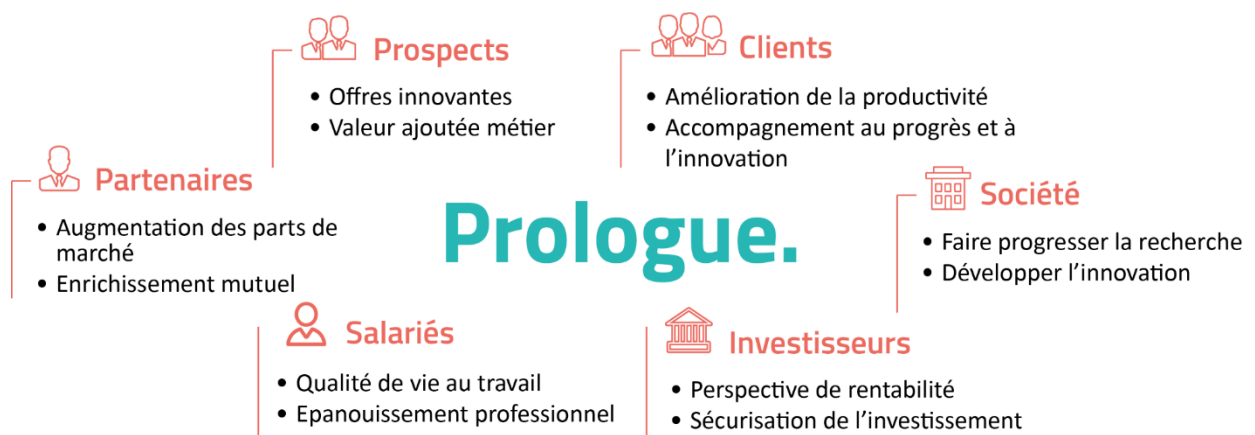 Prospects
• Offres innovantes
• Valeur ajoutée métier
Clients
• Amélioration de la productivité
• Accompagnement au progrès et à
l’innovation
Partenaires
• Augmentation des parts de
marché
• Enrichissement mutuel
Prologue.
Société
• Faire progresser la recherche
• Développer l’innovation
Salariés
• Qualité de vie au travail
• Epanouissement professionnel
Investisseurs
• Perspective de rentabilité
• Sécurisation de l’investissement